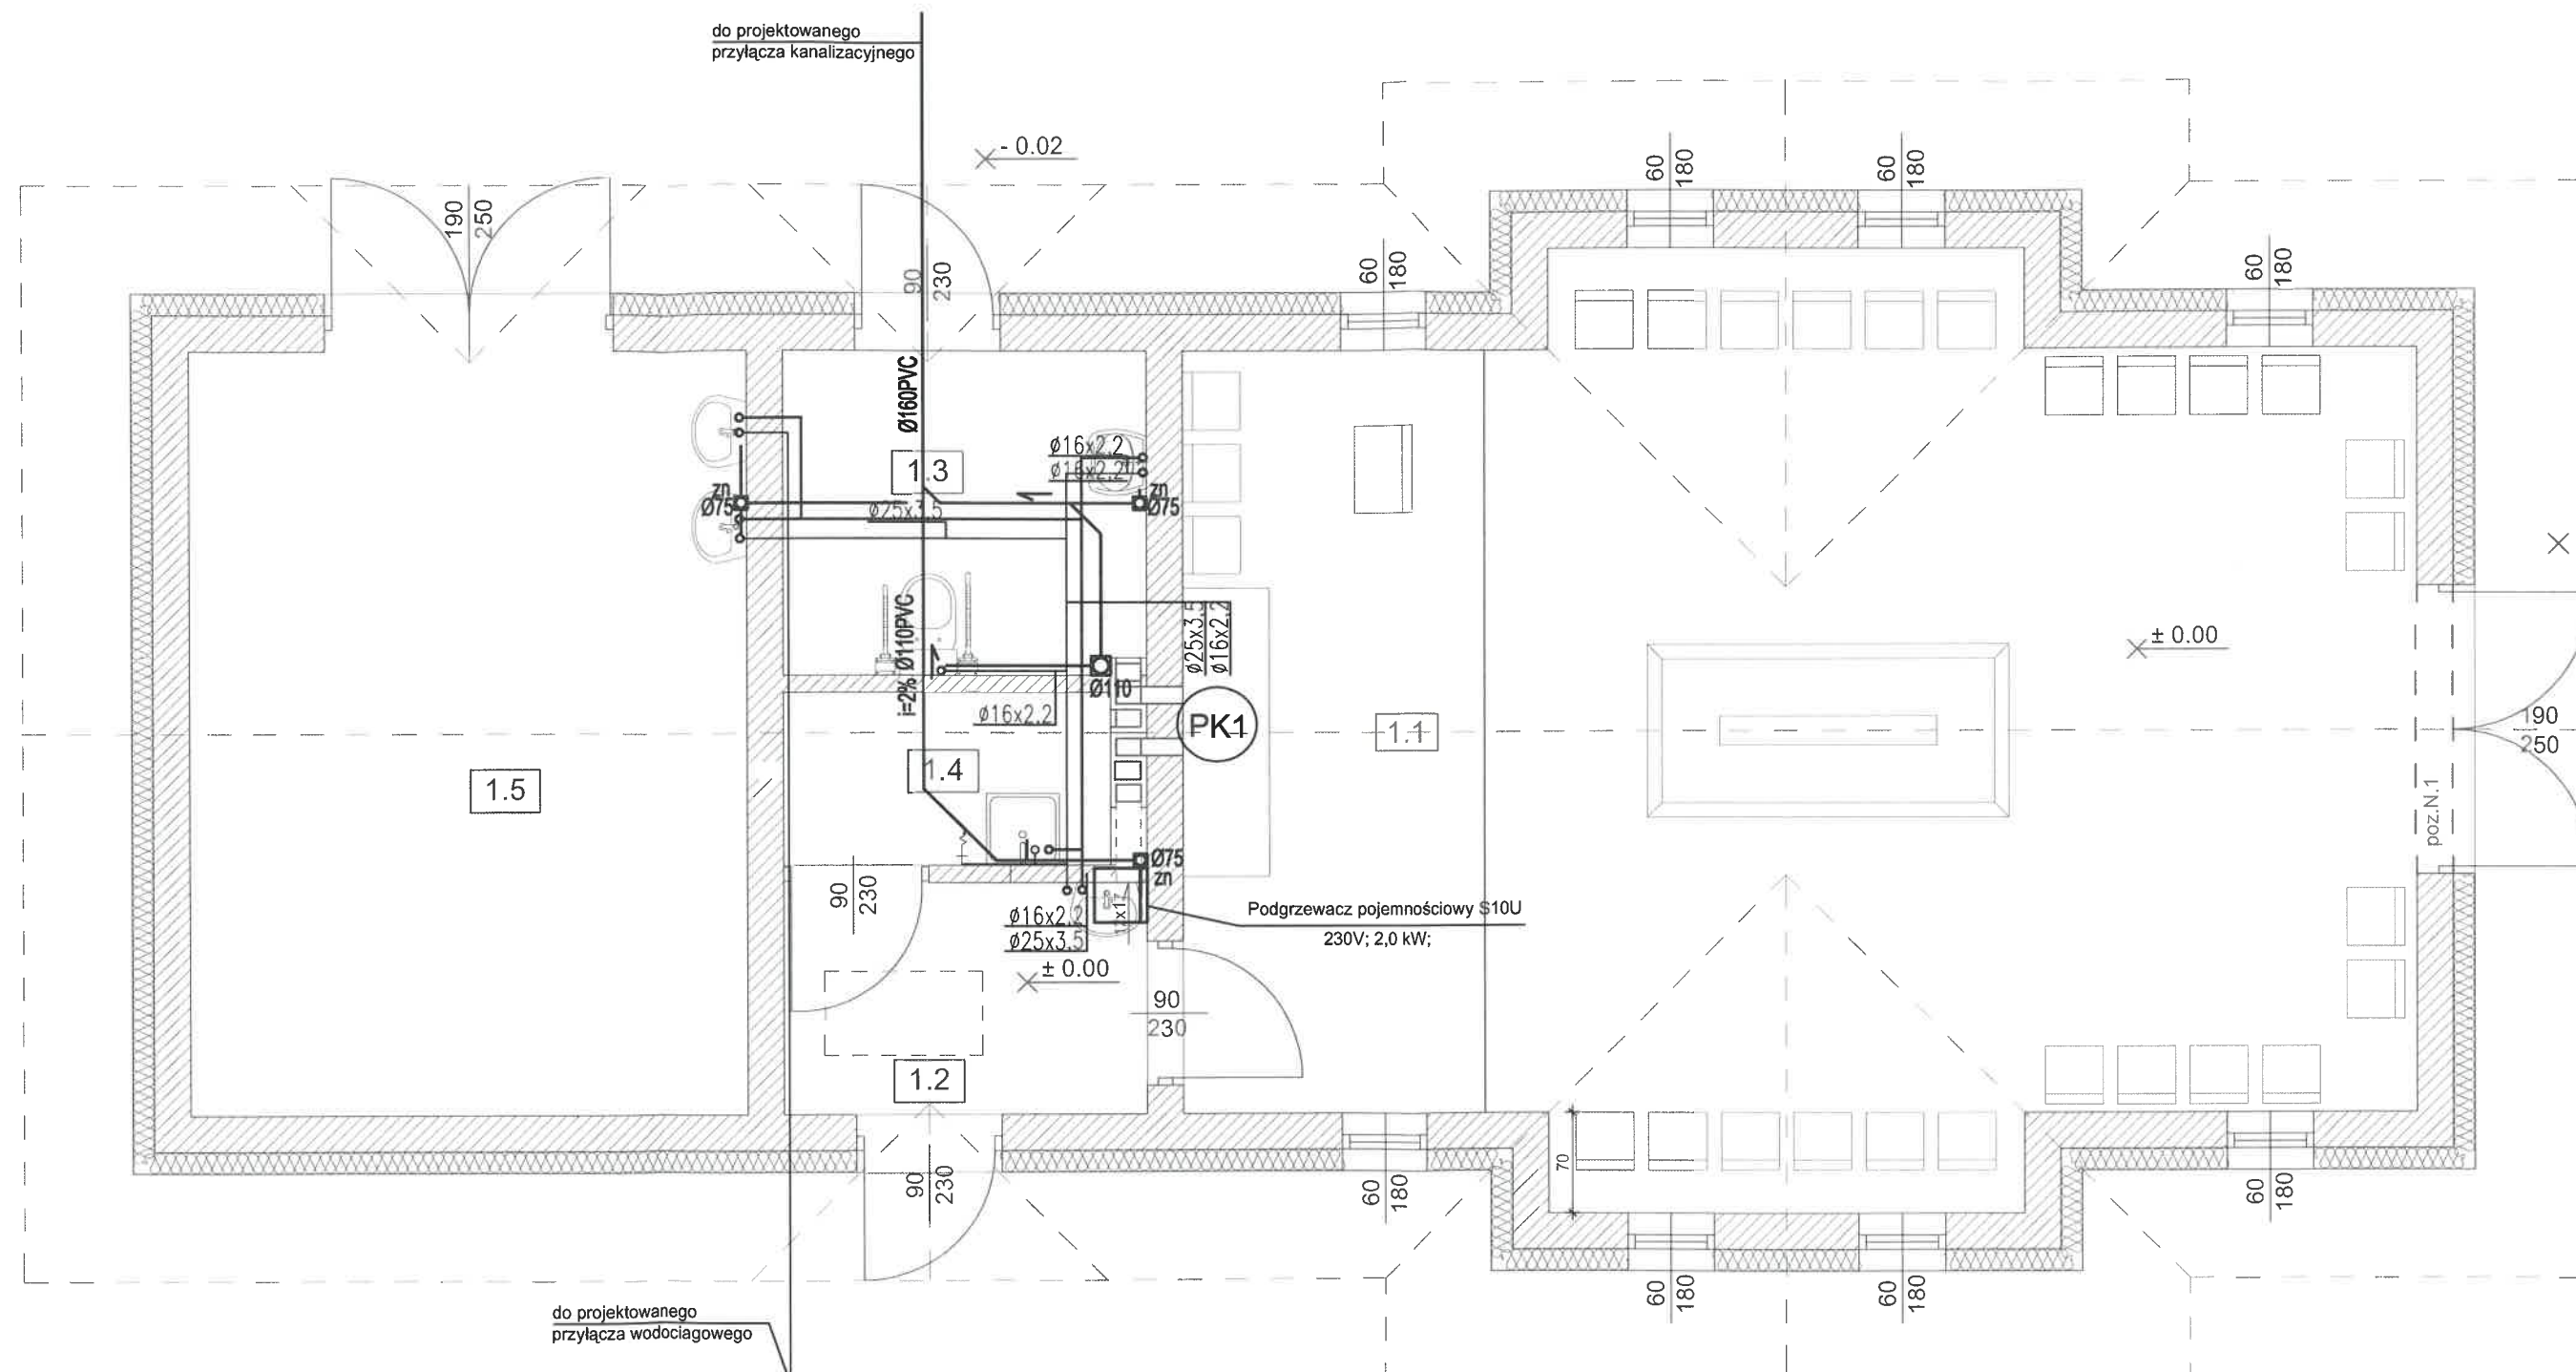 do projektowanego
przyłącza kanalizacyjnego
- 0.02
60
180
60
180
190
250
90
230
60
180
60
180
Ø160PVC
1.3
Ø16x2,2
Ø16x2,2
zn
Ø75
zn
Ø75
Ø25x3,5
i=2% Ø110PVC
Ø25x3,5
Ø16x2,2
± 0.00
Ø110
Ø16x2,2
PK1
1.1
190
250
1.4
1.5
poz.N.1
Ø75
zn
90
230
12x17
Ø16x2,2
Ø25x3,5
Podgrzewacz pojemnościowy S10U
230V; 2,0 kW;
± 0.00
90
230
1.2
70
90
230
60
180
60
180
60
180
60
180
do projektowanego
przyłącza wodociagowego